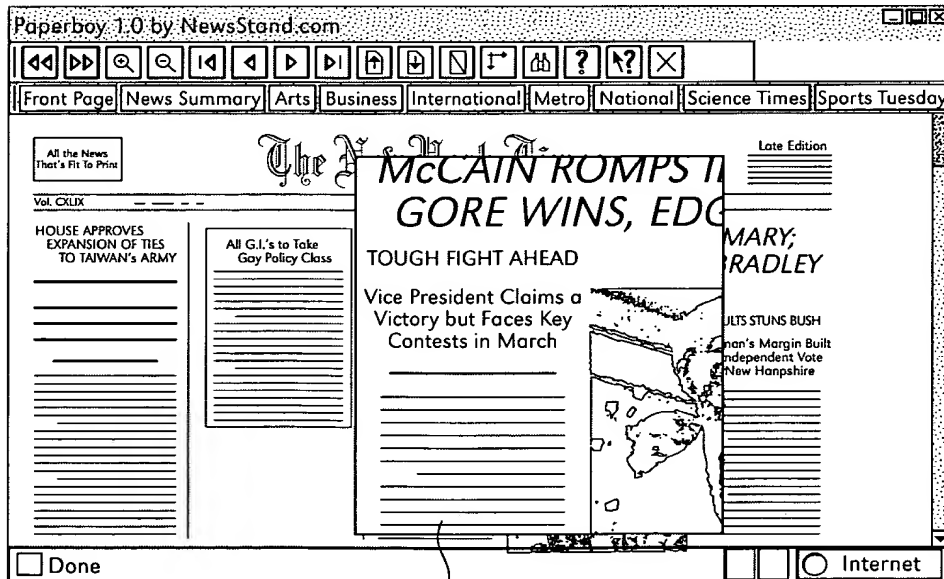 Paperboy 1.0 by NewsStand.com
Front Page News Summary Arts Business International Metro National Science Times Sports Tuesday
All the News
That's Fit To Print
The
Late Edition
Vol. CXLIX
HOUSE APPROVES
EXPANSION OF TIES
TO TAIWAN's ARMY
All G.I.'s to Take
Gay Policy Class
McCAIN ROMPS
GORE WINS, EDG
TOUGH FIGHT AHEAD
Vice President Claims a
Victory but Faces Key
Contests in March
MARY;
BRADLEY
ULTS STUNS BUSH
man's Margin Built
ndependent Vote
New Hanpshire
Done
Internet